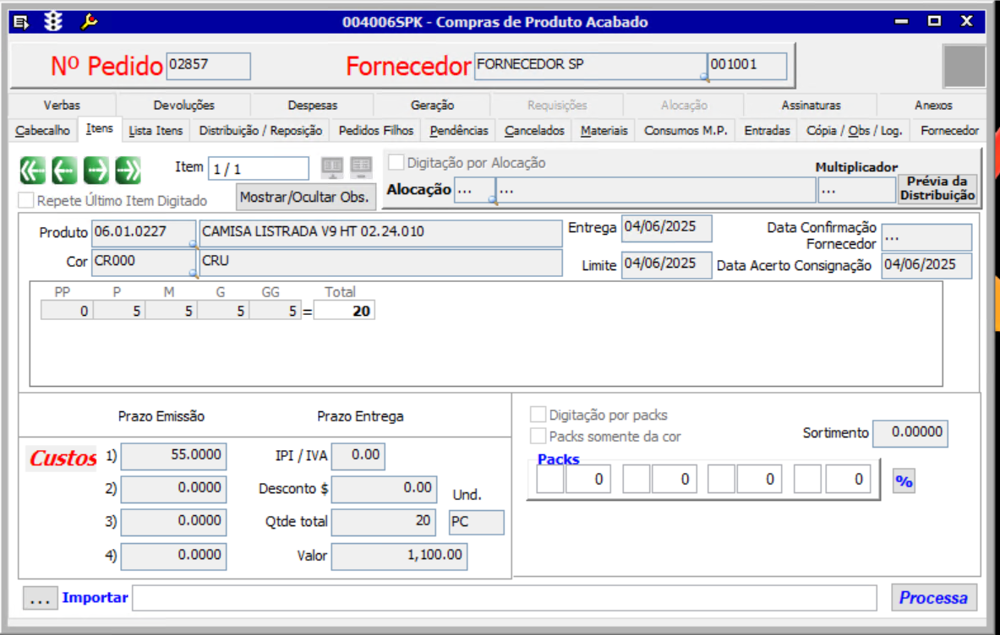 004006SPK - Compras de Produto Acabado
Nº Pedido 02857 Fornecedor FORNECEDOR SP 001001
Verbas Devoluções Despesas Geração Requisições Alocação Assinaturas Anexos
Cabecalho Itens Lista Itens Distribuição / Reposição Pedidos Filhos Pendências Cancelados Materiais Consumos M.P. Entradas Cópia / Obs / Log. Fornecedor
Item 1 / 1 Digitação por Alocação
Multiplicador
Repete Último Item Digitado Mostrar/Ocultar Obs. Alocação ... ... ... Prévia da
Distribuição
Produto 06.01.0227 CAMISA LISTRADA V9 HT 02.24.010 Entrega 04/06/2025 Data Confirmação
Fornecedor ...
Cor CR000 CRU Limite 04/06/2025 Data Acerto Consignação 04/06/2025
PP P M G GG Total
0 5 5 5 5 = 20
Prazo Emissão Prazo Entrega
Digitação por packs
Packs somente da cor Sortimento 0.00000
Custos 1) 55.0000 IPI / IVA 0.00
Packs
0 0 0 0 %
2) 0.0000 Desconto $ 0.00 Und.
3) 0.0000 Qtde total 20 PC
4) 0.0000 Valor 1,100.00
... Importar Processa